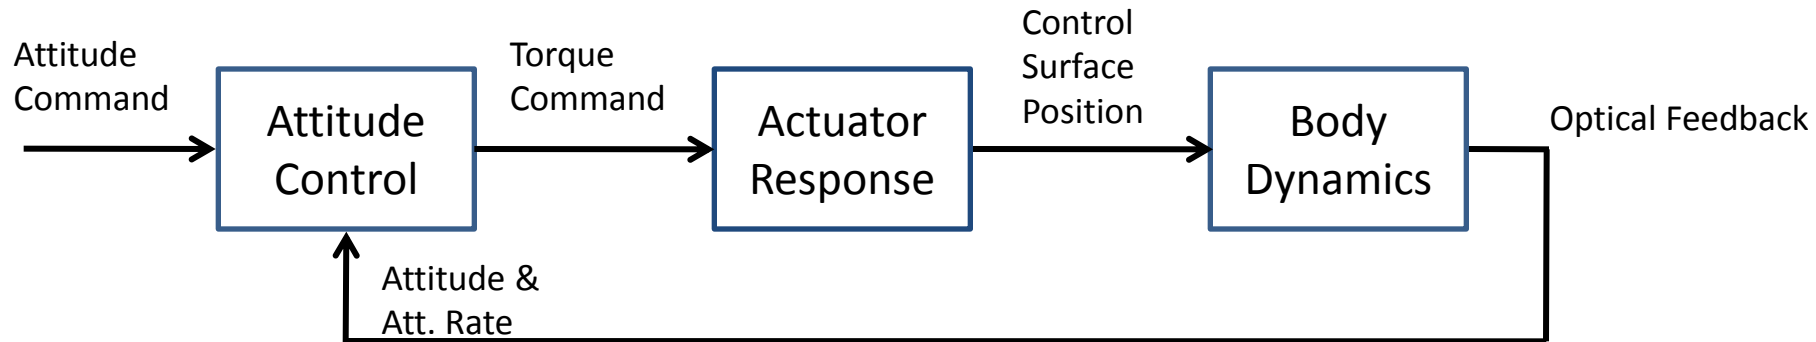 Attitude
Command
Attitude
Control
Torque
Command
Actuator
Response
Control
Surface
Position
Body
Dynamics
Optical Feedback
Attitude &
Att. Rate